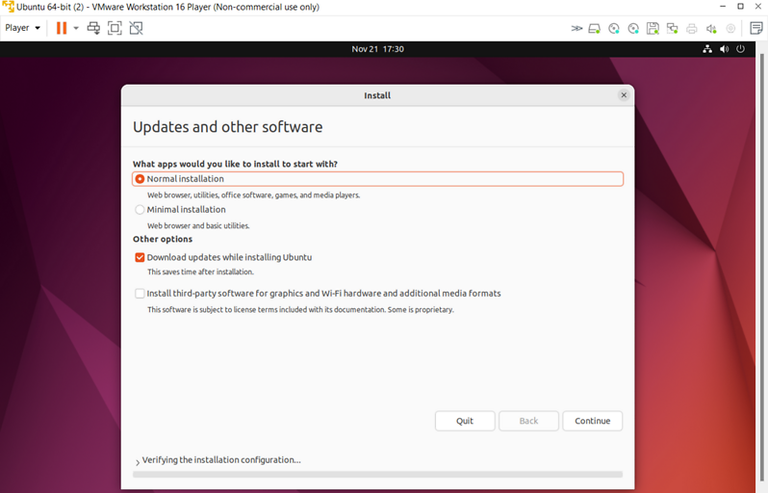 Ubuntu 64-bit (2) - VMware Workstation 16 Player (Non-commercial use only)
Player
Nov 21 17:30
Install
Updates and other software
What apps would you like to install to start with?
Normal installation
Web browser, utilities, office software, games, and media players.
Minimal installation
Web browser and basic utilities.
Other options
Download updates while installing Ubuntu
This saves time after installation.
Install third-party software for graphics and Wi-Fi hardware and additional media formats
This software is subject to license terms included with its documentation. Some is proprietary.
Quit Back Continue
Verifying the installation configuration...